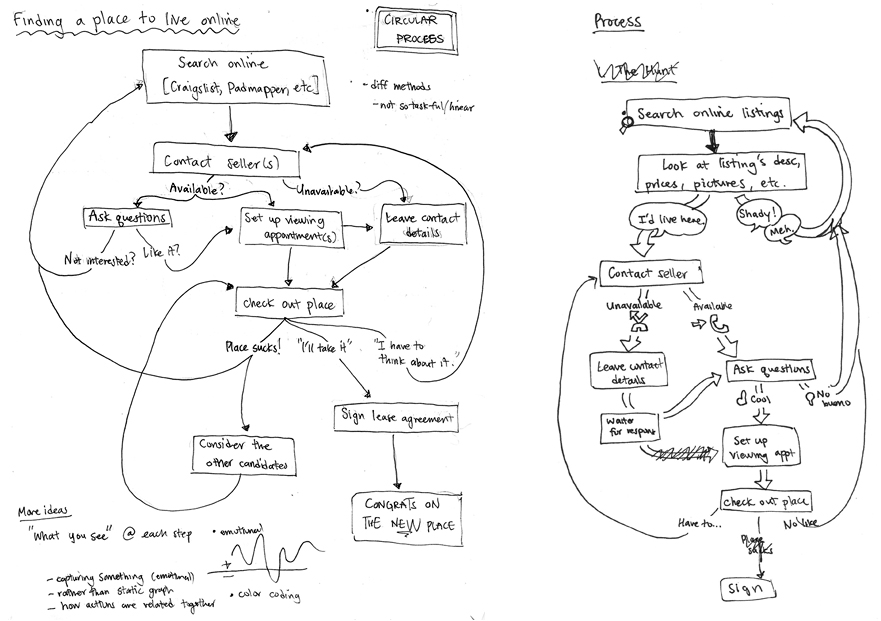 Finding a place to live online
CIRCULAR
PROCESS
- diff methods
- not so task-ful/linear
Search online
[Craigslist, Padmapper, etc]
Contact seller(s)
Available?
Unavailable?
Ask questions
Set up viewing
appointment(s)
Leave contact
details
Not interested?
Like it?
check out place
Place sucks!
"I'll take it"
"I have to
think about it."
Sign lease agreement
Consider the
other candidates
CONGRATS ON
THE NEW PLACE
More ideas
"What you see" @ each step
• emotional
+
-
- capturing something (emotional)
- rather than static graph
- how actions are related together
• color coding
Process
The Hunt
Search online listings
Look at listing's desc,
prices, pictures, etc.
I'd live here.
Shady!
Meh.
Contact seller
Unavailable
Available
Leave contact
details
Ask questions
Cool
No
bueno
for respons
Set up
viewing appt
check out place
Have to...
No like
Place
sucks
Sign